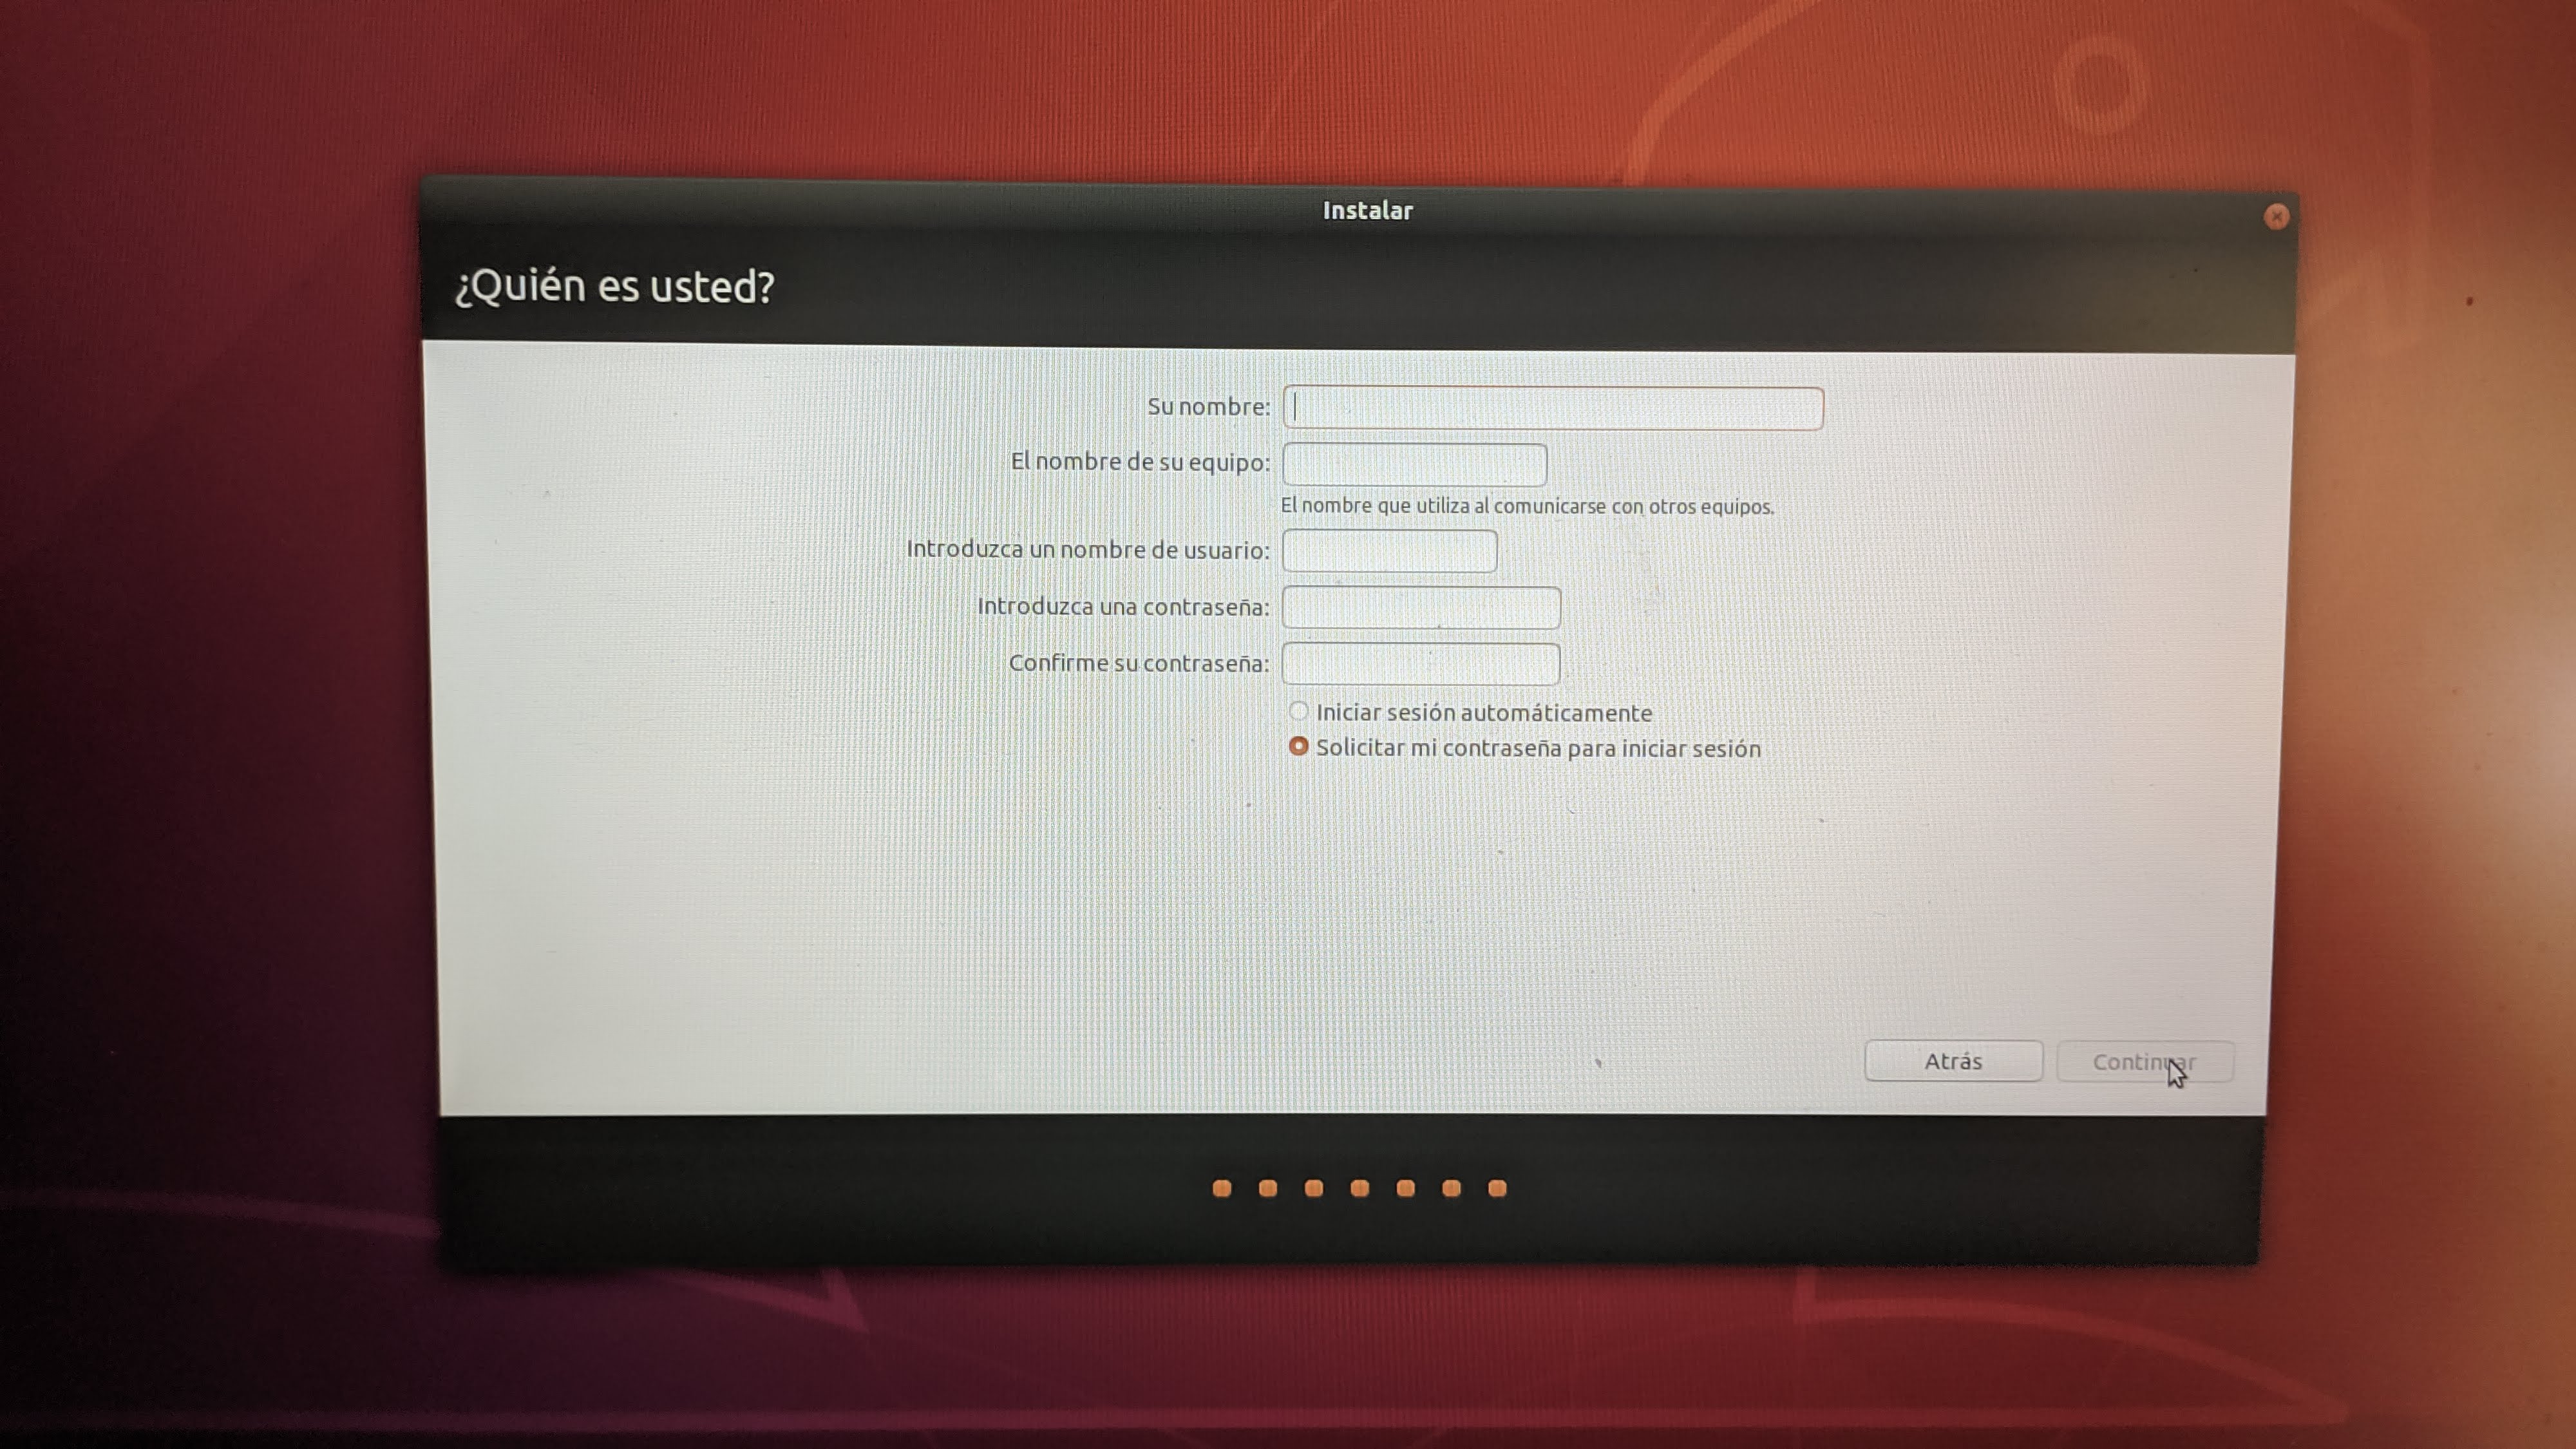 Instalar
¿Quién es usted?
Su nombre:
El nombre de su equipo:
El nombre que utiliza al comunicarse con otros equipos.
Introduzca un nombre de usuario:
Introduzca una contraseña:
Confirme su contraseña:
Iniciar sesión automáticamente
Solicitar mi contraseña para iniciar sesión
Atrás
Continuar